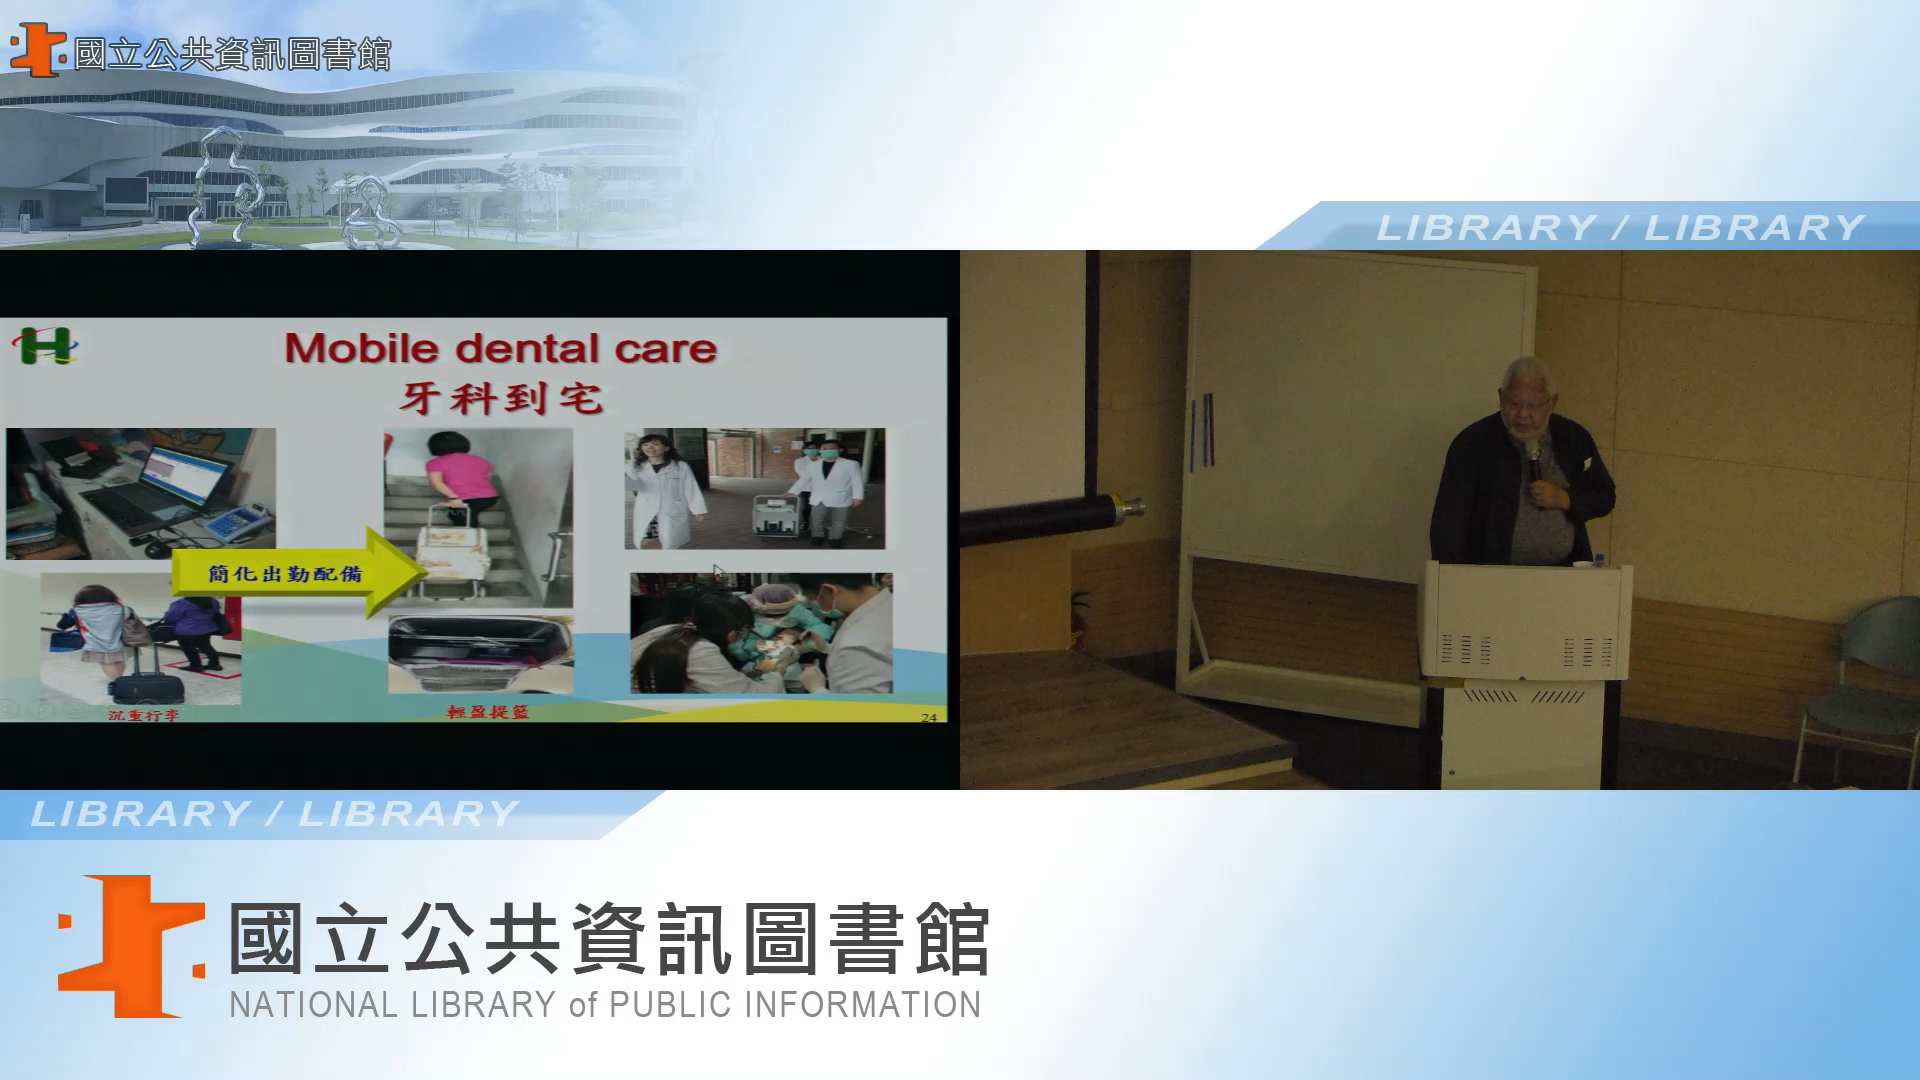 國立公共資訊圖書館
LIBRARY / LIBRARY
Mobile dental care
牙科到宅
簡化出勤配備
沉重行李
輕盈提籃
24
LIBRARY / LIBRARY
國立公共資訊圖書館
NATIONAL LIBRARY of PUBLIC INFORMATION